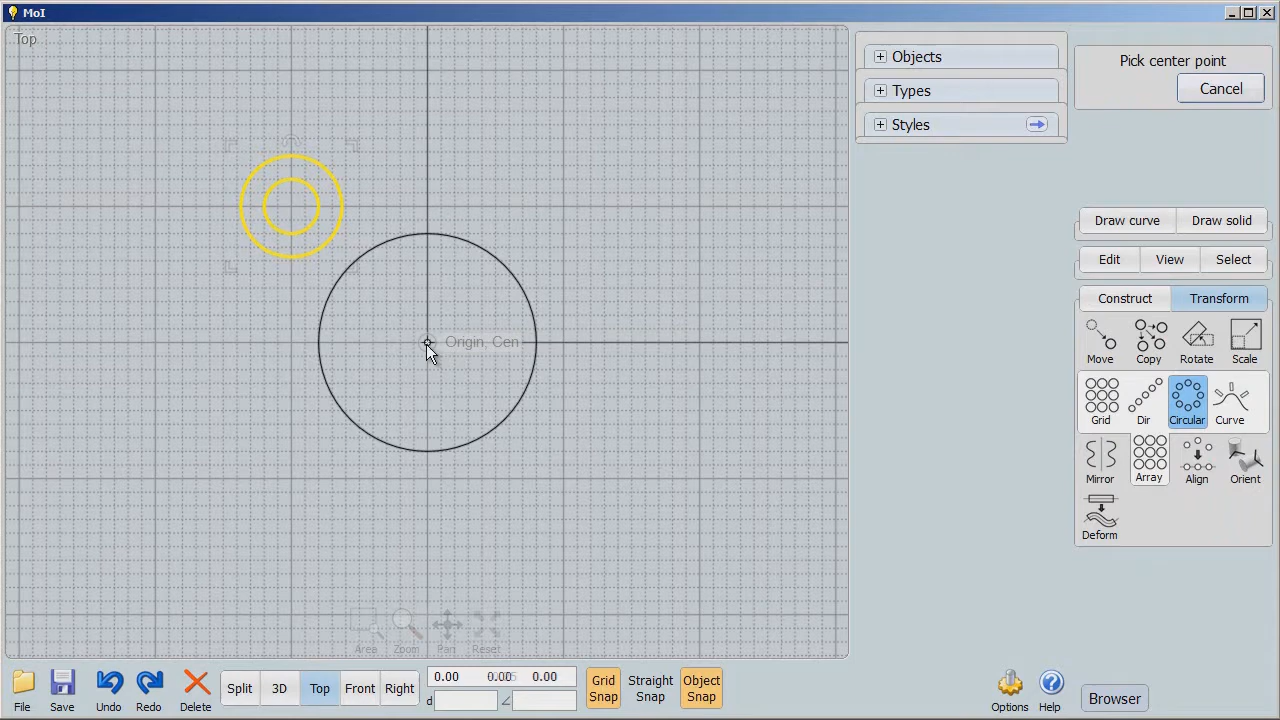 MoI
Top
Objects
Types
Styles
Pick center point
Cancel
Draw curve
Draw solid
Edit
View
Select
Construct
Transform
Move
Copy
Rotate
Scale
Grid
Dir
Circular
Curve
Mirror
Array
Align
Orient
Deform
Origin, Cen
Area
Zoom
Pan
Reset
File
Save
Undo
Redo
Delete
Split
3D
Top
Front
Right
0.00
0.00
0.00
d
Grid
Snap
Straight
Snap
Object
Snap
Options
Help
Browser